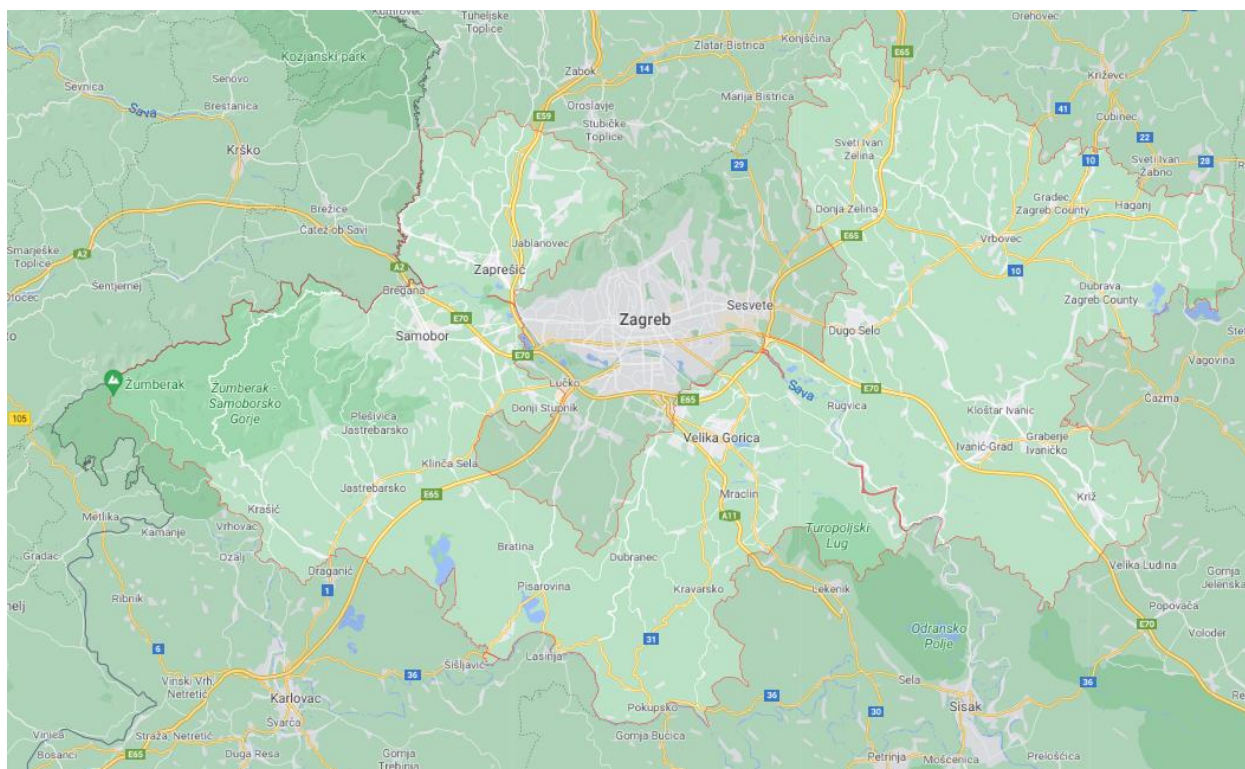 Kumrovec
Tuheljske
Toplice
Orehovec
E65
Konjščina
Zlatar Bistrica
Kozjanski park
Senovo
Sevnica
Brestanica
Sava
Zabok
14
Križevci
Marija Bistrica
Oroslavje
41
Cubinec
E59
Stubičke
Toplice
Krško
22
Sveti Ivan
Zelina
29
10
Sveti Ivan
Žabno
28
Gradec
Zagreb County
Haganj
Brežice
Čatež ob Savi
Donja Zelina
E65
Vrbovec
Jablanovec
Smarješke
Toplice
A2
A2
Zaprešić
10
Šentjernej
Otočec
Bregana
Dubrava
Zagreb County
E70
Samobor
Zagreb
Sesvete
Dugo Selo
E70
Vagovina
Žumberak
Lučko
E70
Sava
Žumberak -
Samoborsko
Gorje
E65
Čazma
105
Donji Stupnik
Rugvica
Kloštar Ivanic
Plešivica
Jastrebarsko
Velika Gorica
Ivanić-Grad
Graberje
Ivaničko
Klinča Sela
Jastrebarsko
E65
Mraclin
Križ
Krašić
A11
Metlika
Vrhovac
Kamanje
Turopoljski
Lug
Gradac
Ozalj
Bratina
Dubranec
Draganić
Velika Ludina
Gornja
Jelenska
Pisarovina
Kravarsko
Lekenik
Ribnik
1
Popovača
E70
Voloder
Odransko
Polje
31
6
Lasinja
Šišljavić
36
Vinski Vrh,
Netretić
Sela
36
36
Karlovac
Pokupsko
Sisak
30
Švarča
Vinica
Straža, Netretić
Gornja Bučica
E65
Bosanci
Duga Resa
Gornja
Trebinja
Petrinja
Moščenica
Prelošćica